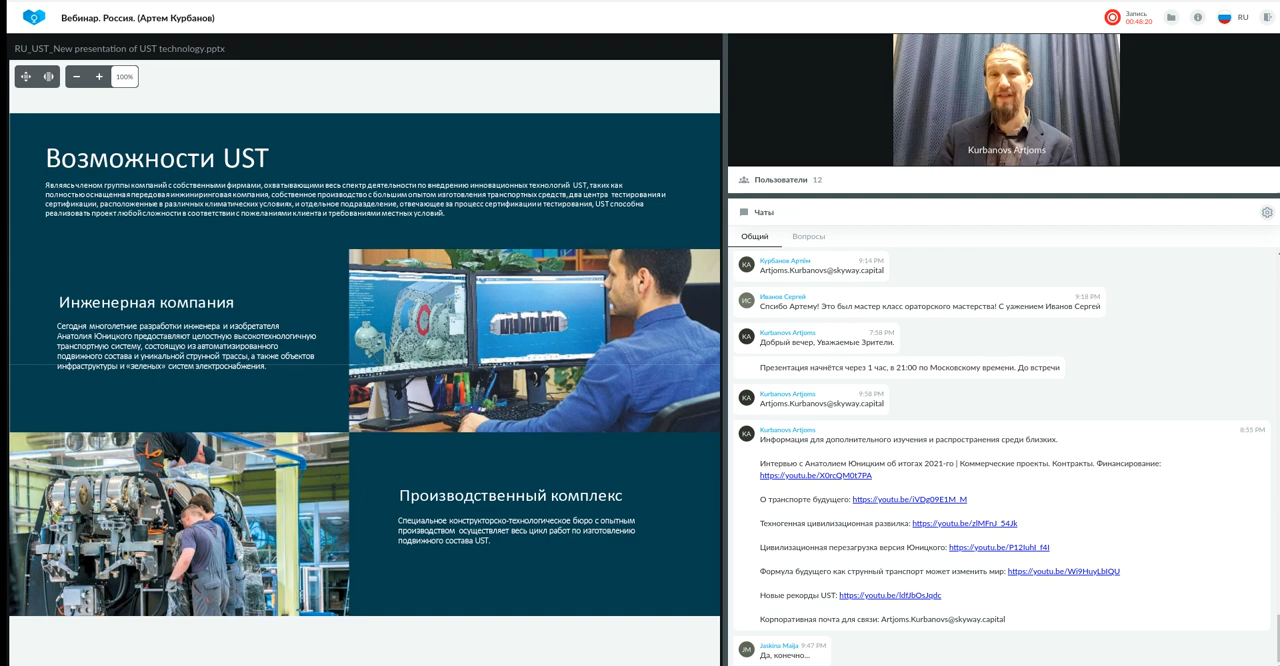 Вебинар. Россия. (Артем Курбанов)
Запись
00:48:20
RU
RU_UST_New presentation of UST technology.pptx
100%
Возможности UST
Являясь членом группы компаний с собственными фирмами, охватывающими весь спектр деятельности по внедрению инновационных технологий UST, таких как
полностью оснащенная передовая инжиниринговая компания, собственное производство с большим опытом изготовления транспортных средств, два центра тестирования и
сертификации, расположенные в различных климатических условиях, и отдельное подразделение, отвечающее за процесс сертификации и тестирования, UST способна
реализовать проект любой сложности в соответствии с пожеланиями клиента и требованиями местных условий.
Инженерная компания
Сегодня многолетние разработки инженера и изобретателя
Анатолия Юницкого предоставляют целостную высокотехнологичную
транспортную систему, состоящую из автоматизированного
подвижного состава и уникальной струнной трассы, а также объектов
инфраструктуры и «зеленых» систем электроснабжения.
Производственный комплекс
Специальное конструкторско-технологическое бюро с опытным
производством осуществляет весь цикл работ по изготовлению
подвижного состава UST.
Kurbanovs Artjoms
Пользователи 12
Чаты
Общий Вопросы
КА Курбанов Артём 9:14 PM
Artjoms.Kurbanovs@skyway.capital
ИС Иванов Сергей 9:18 PM
Спсибо Артему! Это был мастер класс ораторского мастерства! С ужением Иванов Сергей
KA Kurbanovs Artjoms 7:58 PM
Добрый вечер, Уважаемые Зрители.
Презентация начнётся через 1 час, в 21:00 по Московскому времени. До встречи
KA Kurbanovs Artjoms 9:58 PM
Artjoms.Kurbanovs@skyway.capital
KA Kurbanovs Artjoms 8:55 PM
Информация для дополнительного изучения и распространения среди близких.
Интервью с Анатолием Юницким об итогах 2021-го | Коммерческие проекты. Контракты. Финансирование:
https://youtu.be/X0rcQM0t7PA
О транспорте будущего: https://youtu.be/iVDg09E1M_M
Техногенная цивилизационная развилка: https://youtu.be/zlMFnJ_54Jk
Цивилизационная перезагрузка версия Юницкого: https://youtu.be/P12IuhI_f4I
Формула будущего как струнный транспорт может изменить мир: https://youtu.be/Wi9HuyLbIQU
Новые рекорды UST: https://youtu.be/ldfJbOsJqdc
Корпоративная почта для связи: Artjoms.Kurbanovs@skyway.capital
JM Jaskina Maija 9:47 PM
Да, конечно...